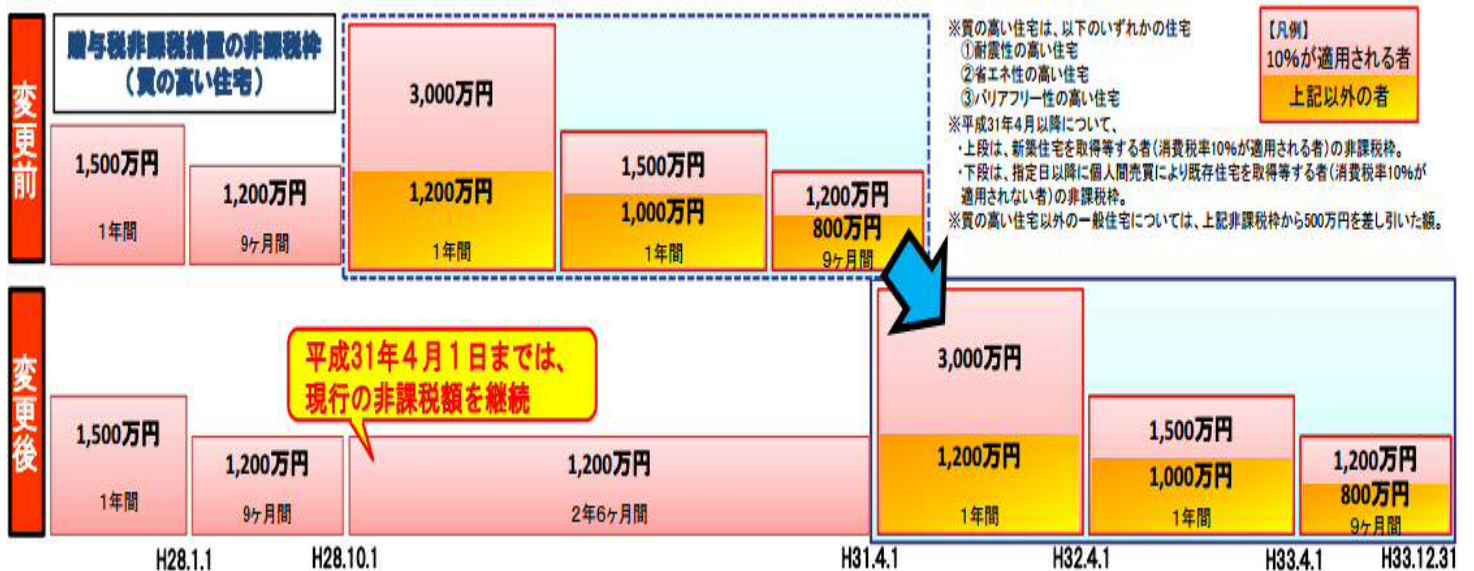 変更前
贈与税非課税措置の非課税枠
(質の高い住宅)
1,500万円
1年間
1,200万円
9ヶ月間
3,000万円
1,200万円
1年間
1,500万円
1,000万円
1年間
1,200万円
800万円
9ヶ月間
※質の高い住宅は、以下のいずれかの住宅
①耐震性の高い住宅
②省エネ性の高い住宅
③バリアフリー性の高い住宅
※平成31年4月以降について、
・上段は、新築住宅を取得等する者(消費税率10%が適用される者)の非課税枠。
・下段は、指定日以降に個人間売買により既存住宅を取得等する者(消費税率10%が
適用されない者)の非課税枠。
※質の高い住宅以外の一般住宅については、上記非課税枠から500万円を差し引いた額。
【凡例】
10%が適用される者
上記以外の者
変更後
平成31年4月1日までは、
現行の非課税額を継続
1,500万円
1年間
1,200万円
9ヶ月間
1,200万円
2年6ヶ月間
3,000万円
1,200万円
1年間
1,500万円
1,000万円
1年間
1,200万円
800万円
9ヶ月間
H28.1.1
H28.10.1
H31.4.1
H32.4.1
H33.4.1
H33.12.31